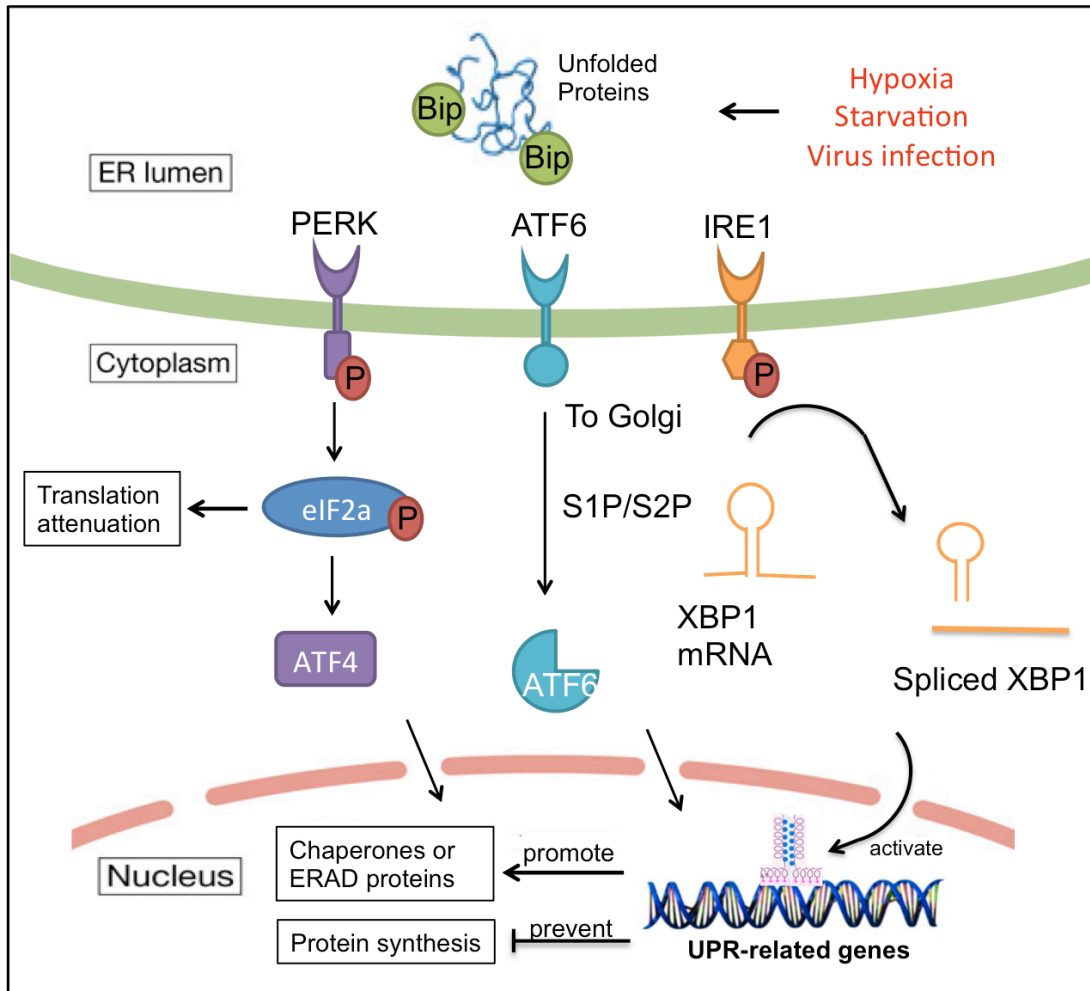 Unfolded
Proteins
Bip
Bip
Hypoxia
Starvation
Virus infection
ER lumen
PERK
ATF6
IRE1
Cytoplasm
P
P
To Golgi
Translation
attenuation
eIF2a
P
S1P/S2P
XBP1
mRNA
ATF4
ATF6
Spliced XBP1
Nucleus
Chaperones or
ERAD proteins
promote
activate
Protein synthesis
prevent
UPR-related genes